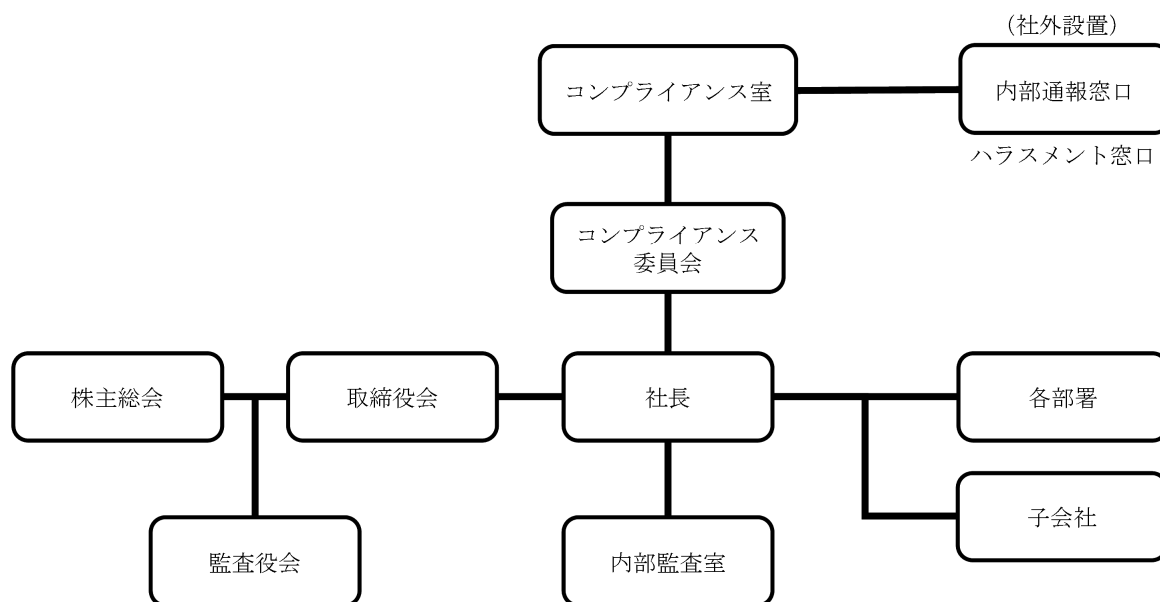 （社外設置）
コンプライアンス室
内部通報窓口
ハラスメント窓口
コンプライアンス
委員会
株主総会
取締役会
社長
各部署
子会社
監査役会
内部監査室